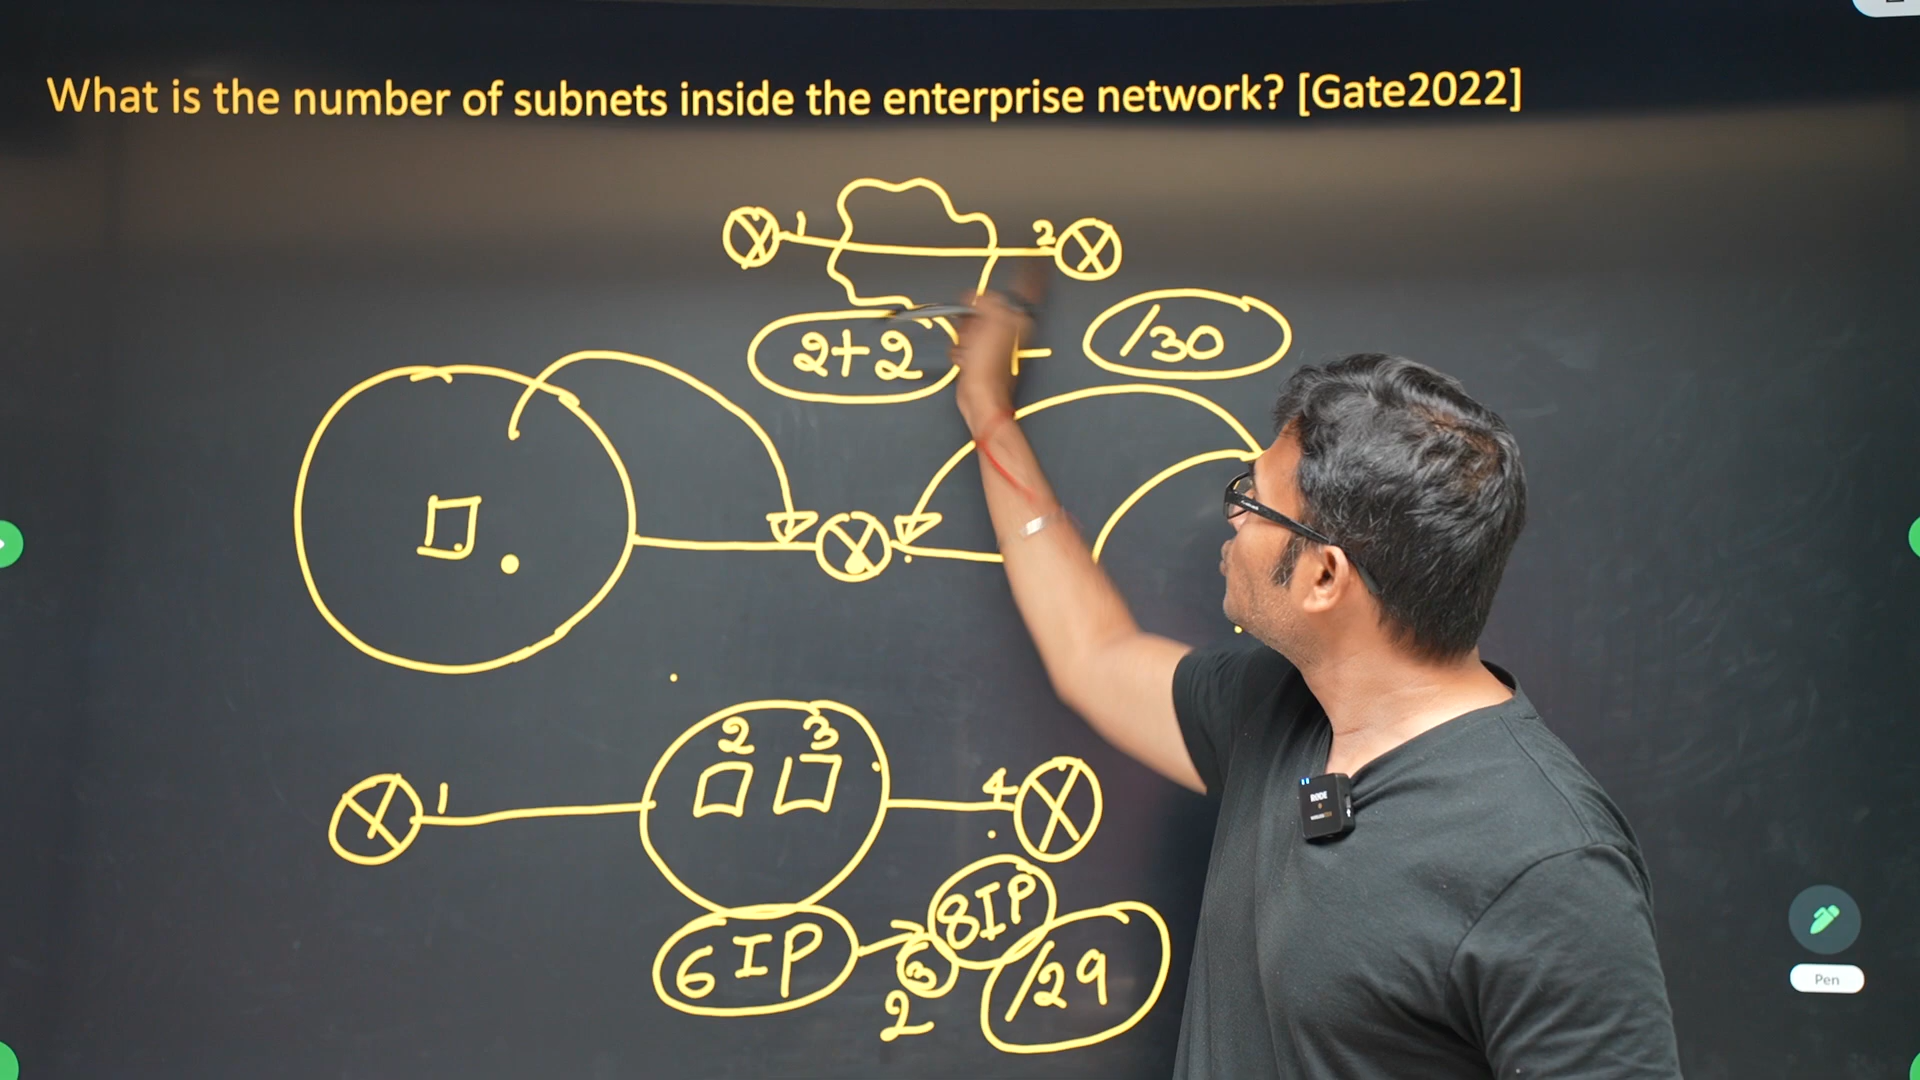 What is the number of subnets inside the enterprise network? [Gate2022]
1 2
2+2 /30
2 3
1 4
6IP 8IP
2 3 /29
RODE
Pen